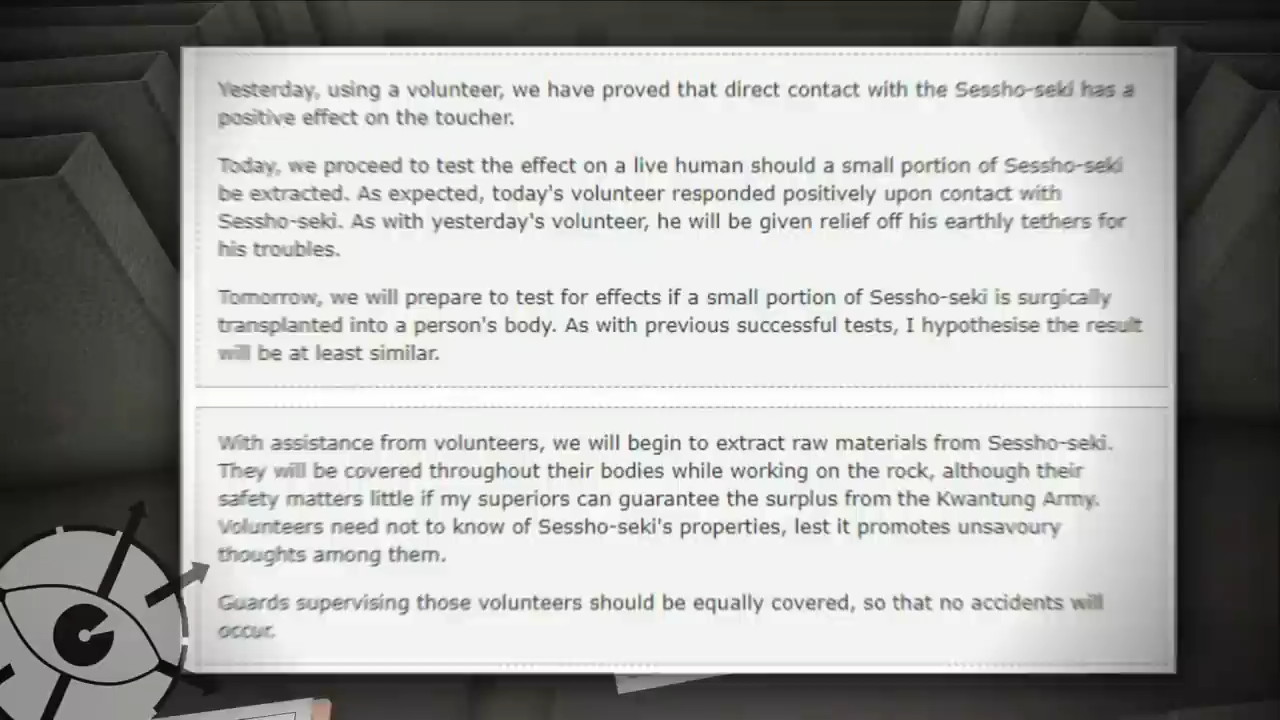 Yesterday, using a volunteer, we have proved that direct contact with the Sessho-seki has a
positive effect on the toucher.
Today, we proceed to test the effect on a live human should a small portion of Sessho-seki
be extracted. As expected, today's volunteer responded positively upon contact with
Sessho-seki. As with yesterday's volunteer, he will be given relief off his earthly tethers for
his troubles.
Tomorrow, we will prepare to test for effects if a small portion of Sessho-seki is surgically
transplanted into a person's body. As with previous successful tests, I hypothesise the result
will be at least similar.
With assistance from volunteers, we will begin to extract raw materials from Sessho-seki.
They will be covered throughout their bodies while working on the rock, although their
safety matters little if my superiors can guarantee the surplus from the Kwantung Army.
Volunteers need not to know of Sessho-seki's properties, lest it promotes unsavoury
thoughts among them.
Guards supervising those volunteers should be equally covered, so that no accidents will
occur.